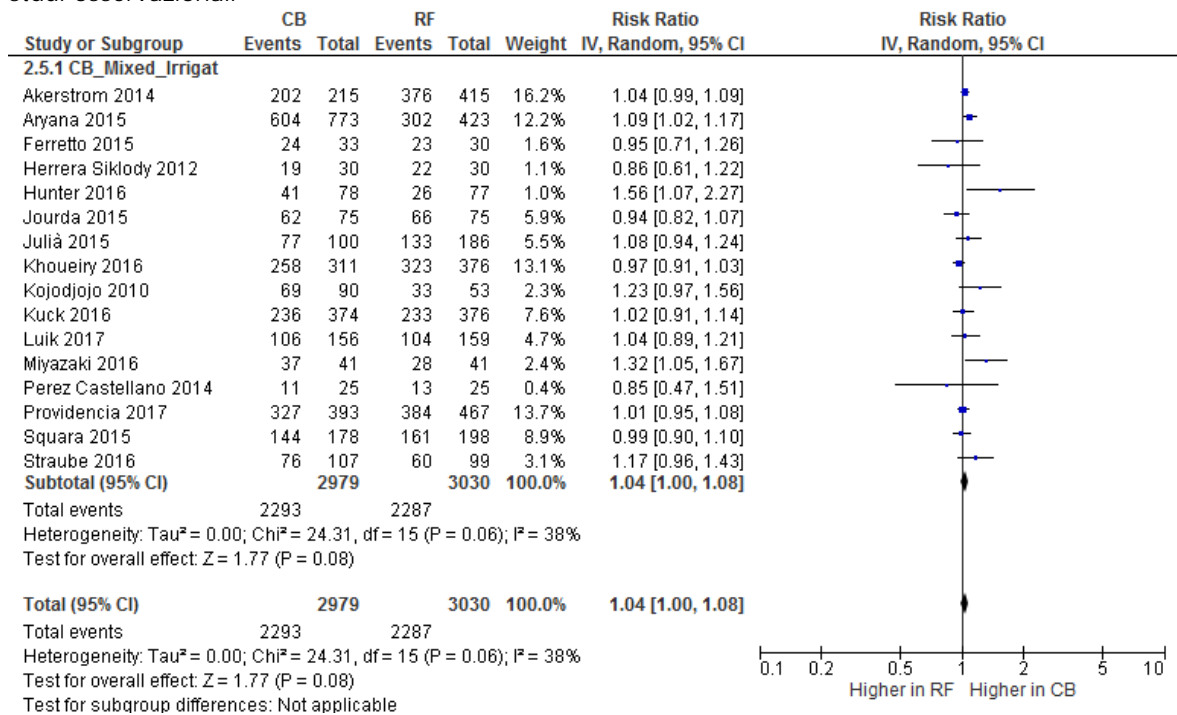 studi osservazionali
CB RF Risk Ratio Risk Ratio
Study or Subgroup Events Total Events Total Weight IV, Random, 95% CI IV, Random, 95% CI
2.5.1 CB_Mixed_Irrigat
Akerstrom 2014 202 215 376 415 16.2% 1.04 [0.99, 1.09]
Aryana 2015 604 773 302 423 12.2% 1.09 [1.02, 1.17]
Ferretto 2015 24 33 23 30 1.6% 0.95 [0.71, 1.26]
Herrera Siklody 2012 19 30 22 30 1.1% 0.86 [0.61, 1.22]
Hunter 2016 41 78 26 77 1.0% 1.56 [1.07, 2.27]
Jourda 2015 62 75 66 75 5.9% 0.94 [0.82, 1.07]
Julià 2015 77 100 133 186 5.5% 1.08 [0.94, 1.24]
Khoueiry 2016 258 311 323 376 13.1% 0.97 [0.91, 1.03]
Kojodjojo 2010 69 90 33 53 2.3% 1.23 [0.97, 1.56]
Kuck 2016 236 374 233 376 7.6% 1.02 [0.91, 1.14]
Luik 2017 106 156 104 159 4.7% 1.04 [0.89, 1.21]
Miyazaki 2016 37 41 28 41 2.4% 1.32 [1.05, 1.67]
Perez Castellano 2014 11 25 13 25 0.4% 0.85 [0.47, 1.51]
Providencia 2017 327 393 384 467 13.7% 1.01 [0.95, 1.08]
Squara 2015 144 178 161 198 8.9% 0.99 [0.90, 1.10]
Straube 2016 76 107 60 99 3.1% 1.17 [0.96, 1.43]
Subtotal (95% CI) 2979 3030 100.0% 1.04 [1.00, 1.08]
Total events 2293 2287
Heterogeneity: Tau² = 0.00; Chi² = 24.31, df = 15 (P = 0.06); I² = 38%
Test for overall effect: Z = 1.77 (P = 0.08)
Total (95% CI) 2979 3030 100.0% 1.04 [1.00, 1.08]
Total events 2293 2287
Heterogeneity: Tau² = 0.00; Chi² = 24.31, df = 15 (P = 0.06); I² = 38%
Test for overall effect: Z = 1.77 (P = 0.08)
Test for subgroup differences: Not applicable
0.1 0.2 0.5 1 2 5 10
Higher in RF Higher in CB